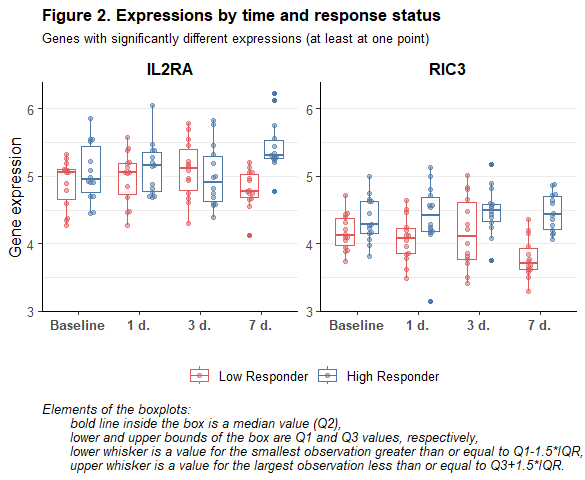 Figure 2. Expressions by time and response status
Genes with significantly different expressions (at least at one point)
IL2RA
RIC3
Gene expression
6
5
4
3
6
5
4
3
Baseline 1 d. 3 d. 7 d.
Baseline 1 d. 3 d. 7 d.
Low Responder High Responder
Elements of the boxplots:
bold line inside the box is a median value (Q2),
lower and upper bounds of the box are Q1 and Q3 values, respectively,
lower whisker is a value for the smallest observation greater than or equal to Q1-1.5*IQR,
upper whisker is a value for the largest observation less than or equal to Q3+1.5*IQR.